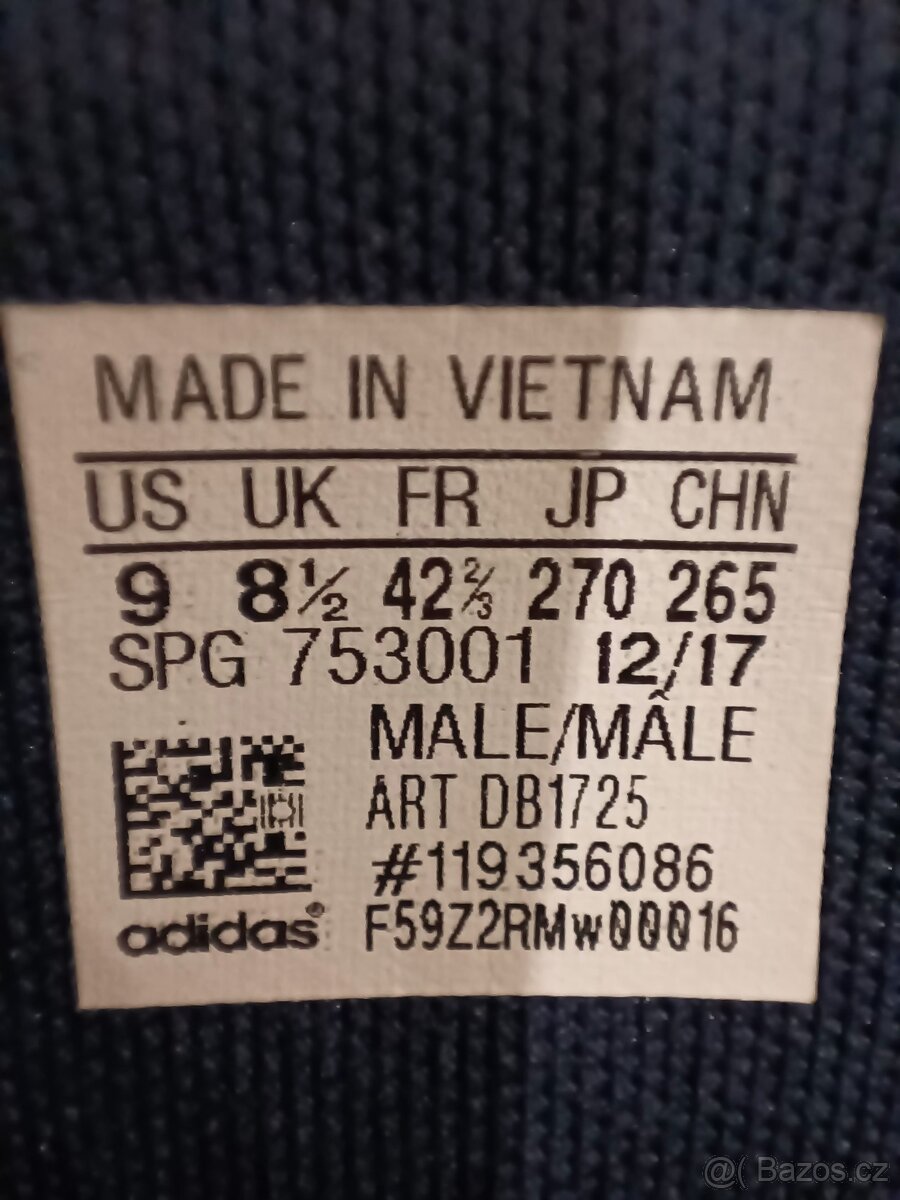 MADE IN VIETNAM
US UK FR JP CHN
9 8½ 42⅔ 270 265
SPG 753001 12/17
MALE/MÂLE
ART DB1725
#119356086
adidas® F59Z2RMw00016
@( Bazos.cz